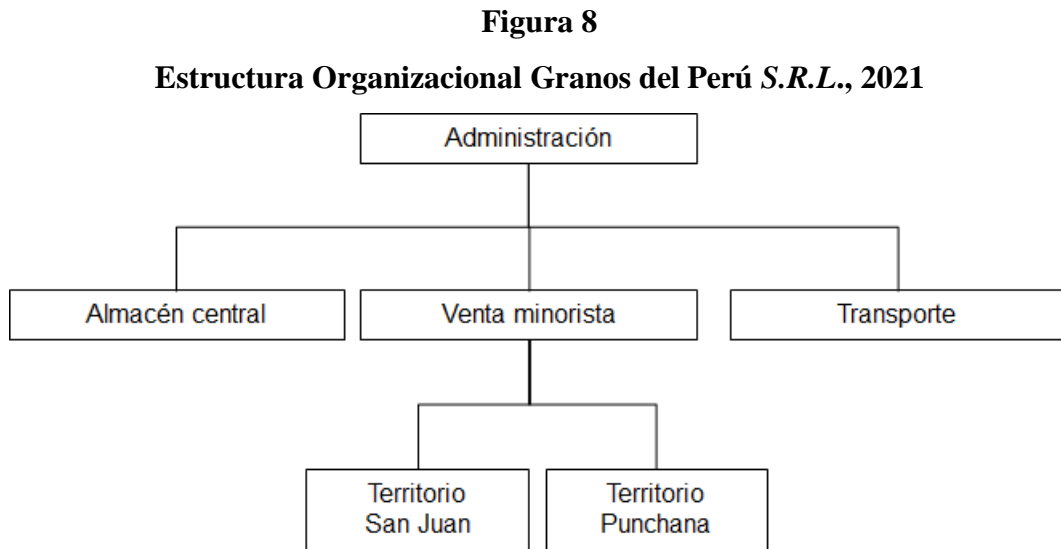 Figura 8
Estructura Organizacional Granos del Perú S.R.L., 2021
Administración
Almacén central
Venta minorista
Transporte
Territorio
San Juan
Territorio
Punchana